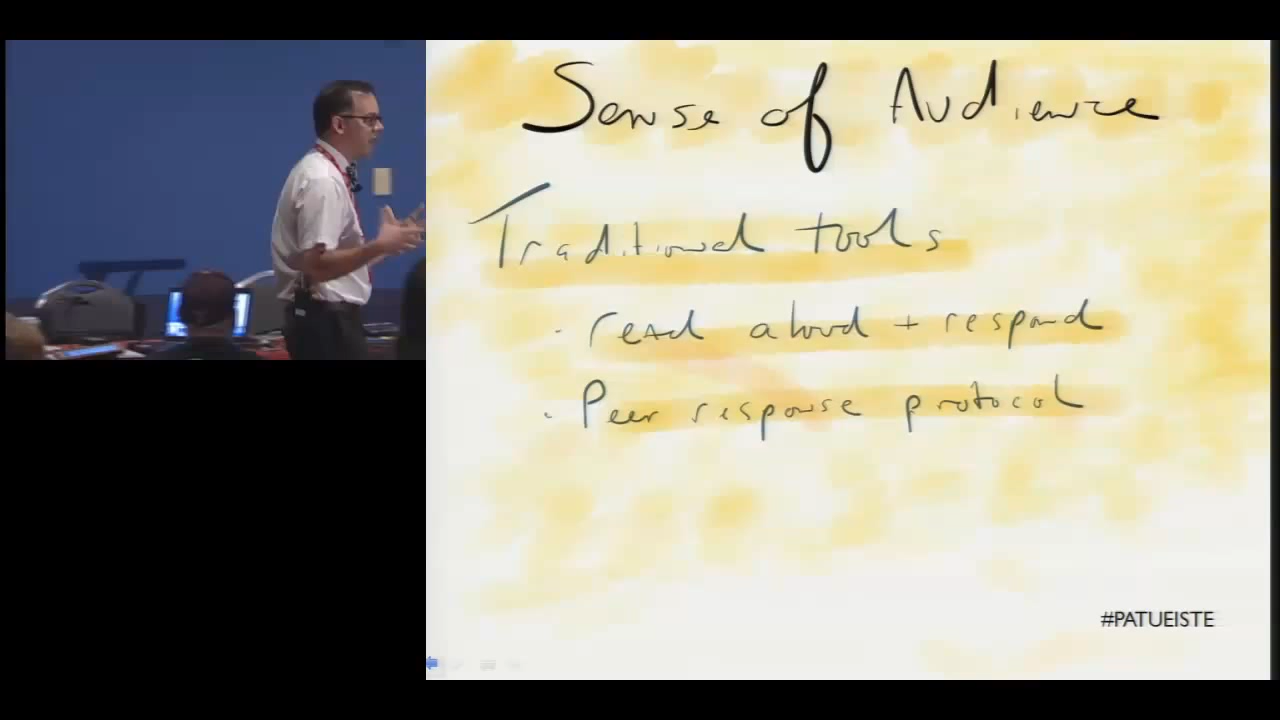 Sense of Audience
Traditional tools
· read aloud + respond
· Peer response protocol
#PATUEISTE